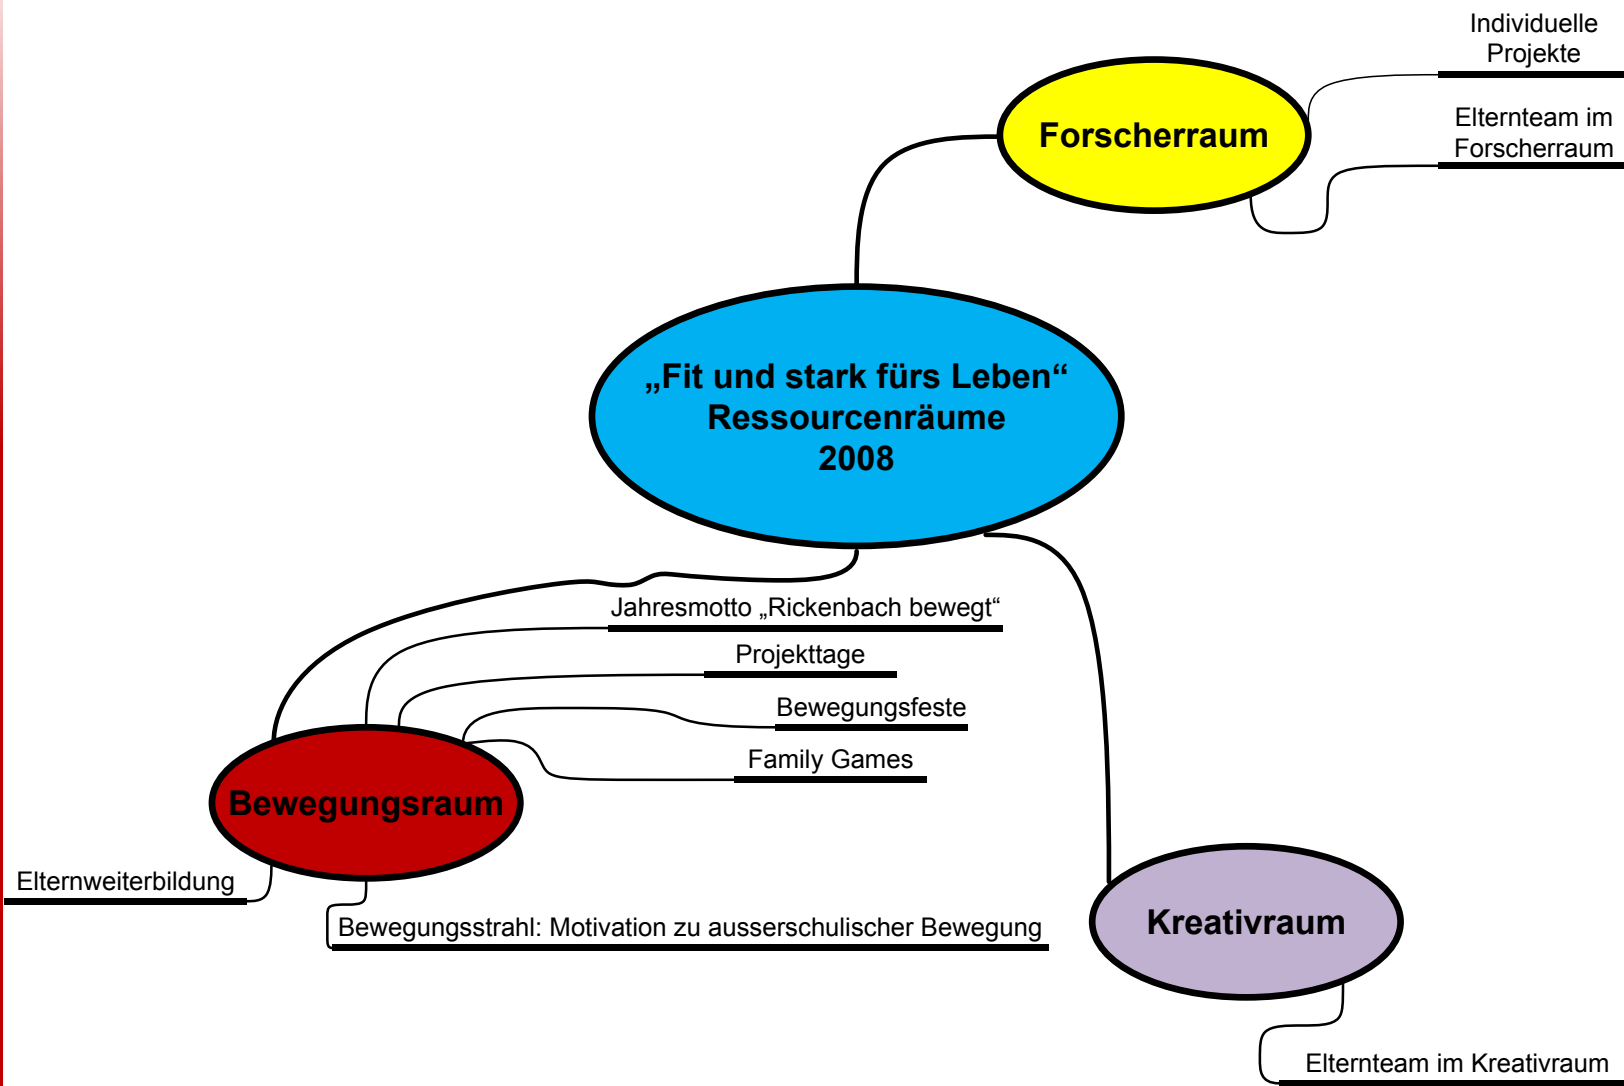 Individuelle
Projekte
Elternteam im
Forscherraum
Forscherraum
„Fit und stark fürs Leben“
Ressourcenräume
2008
Jahresmotto „Rickenbach bewegt“
Projekttage
Bewegungsfeste
Family Games
Bewegungsraum
Elternweiterbildung
Bewegungsstrahl: Motivation zu ausserschulischer Bewegung
Kreativraum
Elternteam im Kreativraum